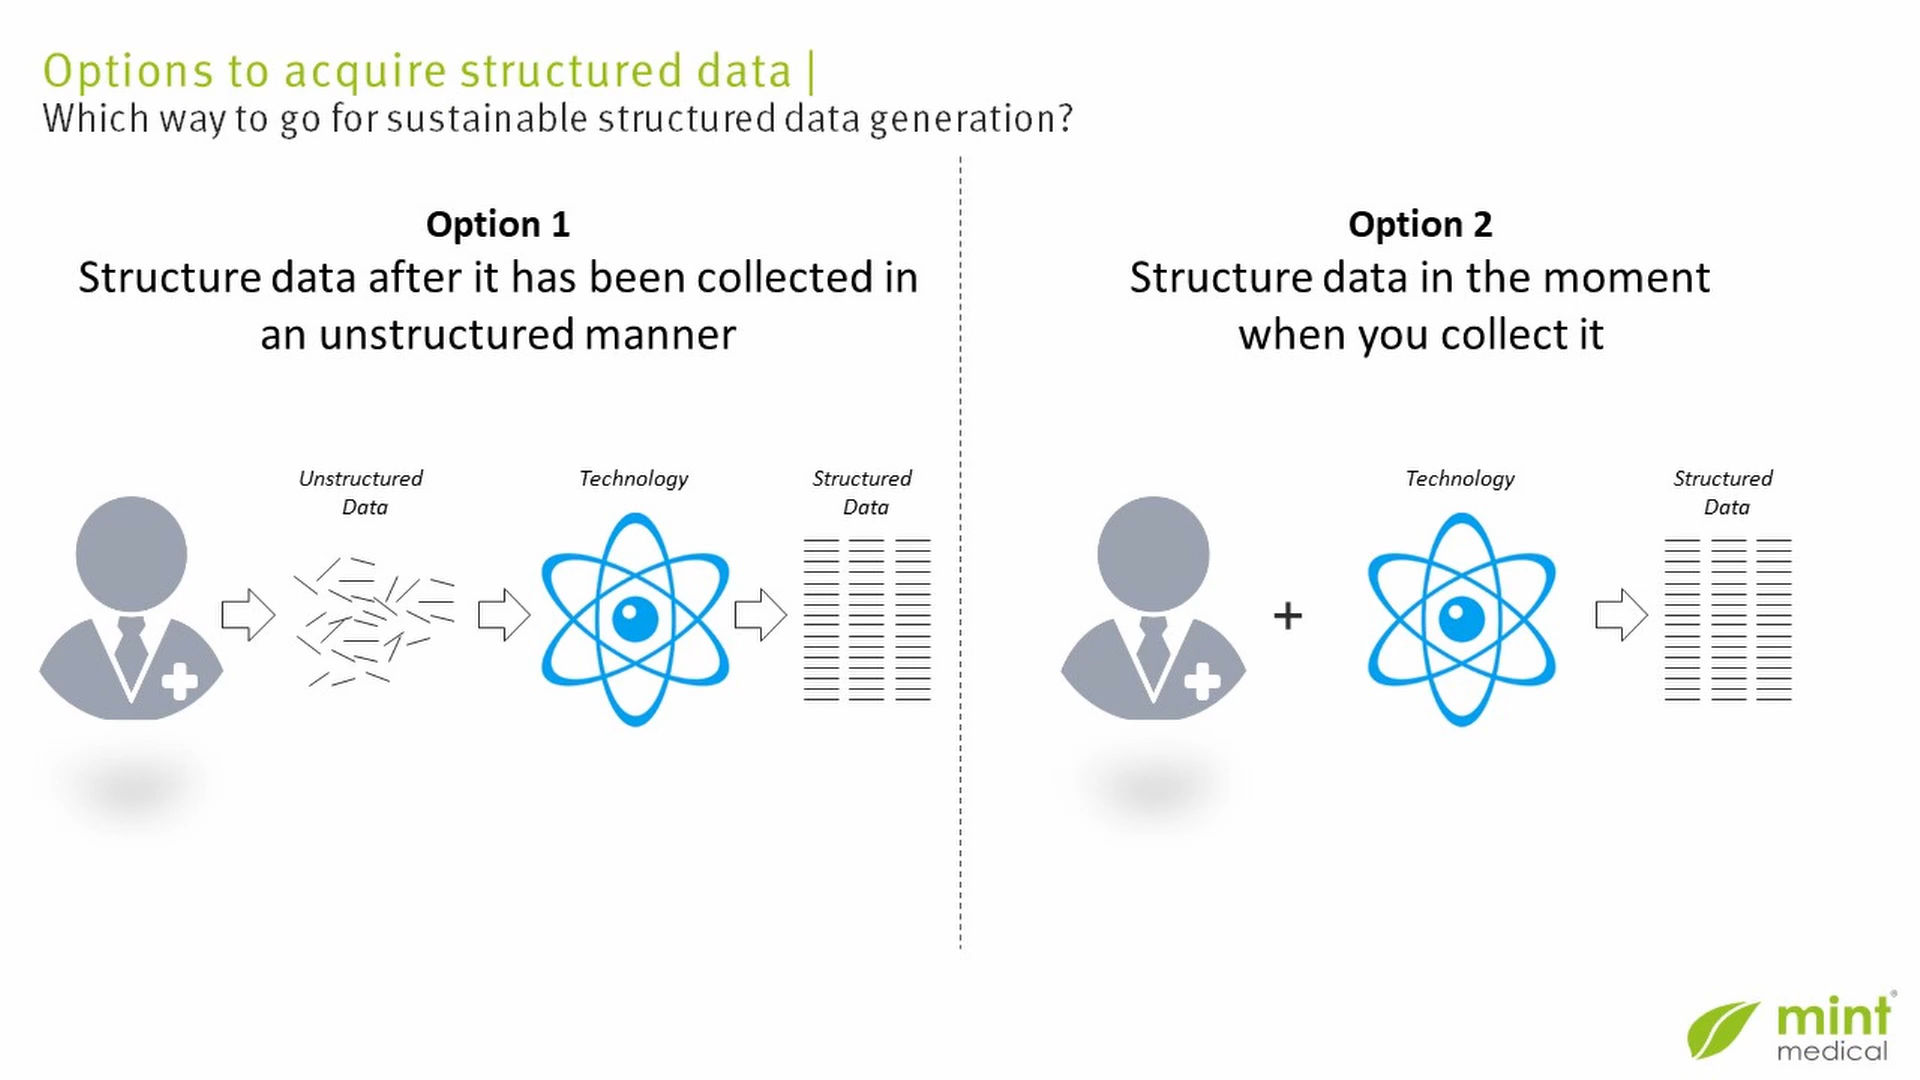 Options to acquire structured data |
Which way to go for sustainable structured data generation?
Option 1
Structure data after it has been collected in
an unstructured manner
Unstructured
Data
Technology
Structured
Data
Option 2
Structure data in the moment
when you collect it
+
Technology
Structured
Data
mint®
medical